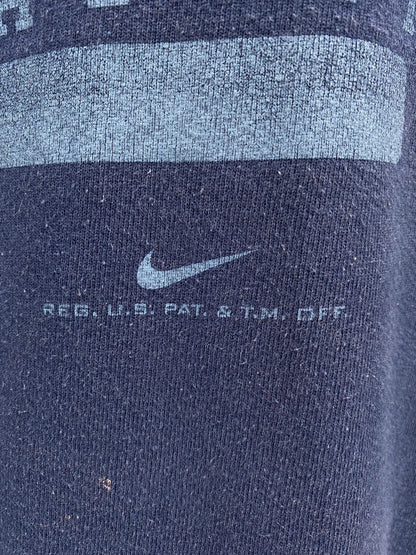 REG. U.S. PAT. & T.M. OFF.